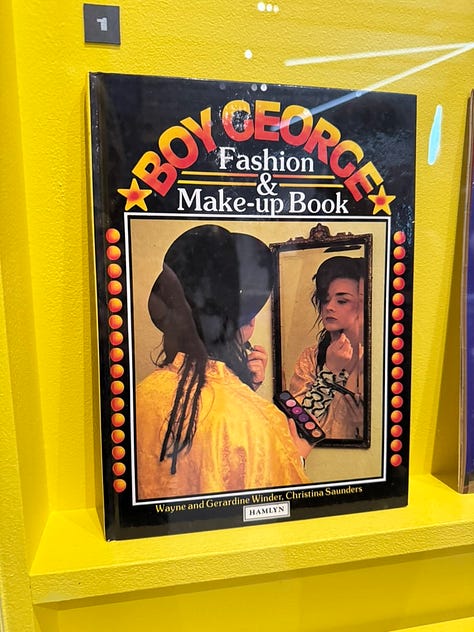 1
BOY GEORGE
Fashion
&
Make-up Book
Wayne and Gerardine Winder, Christina Saunders
HAMLYN